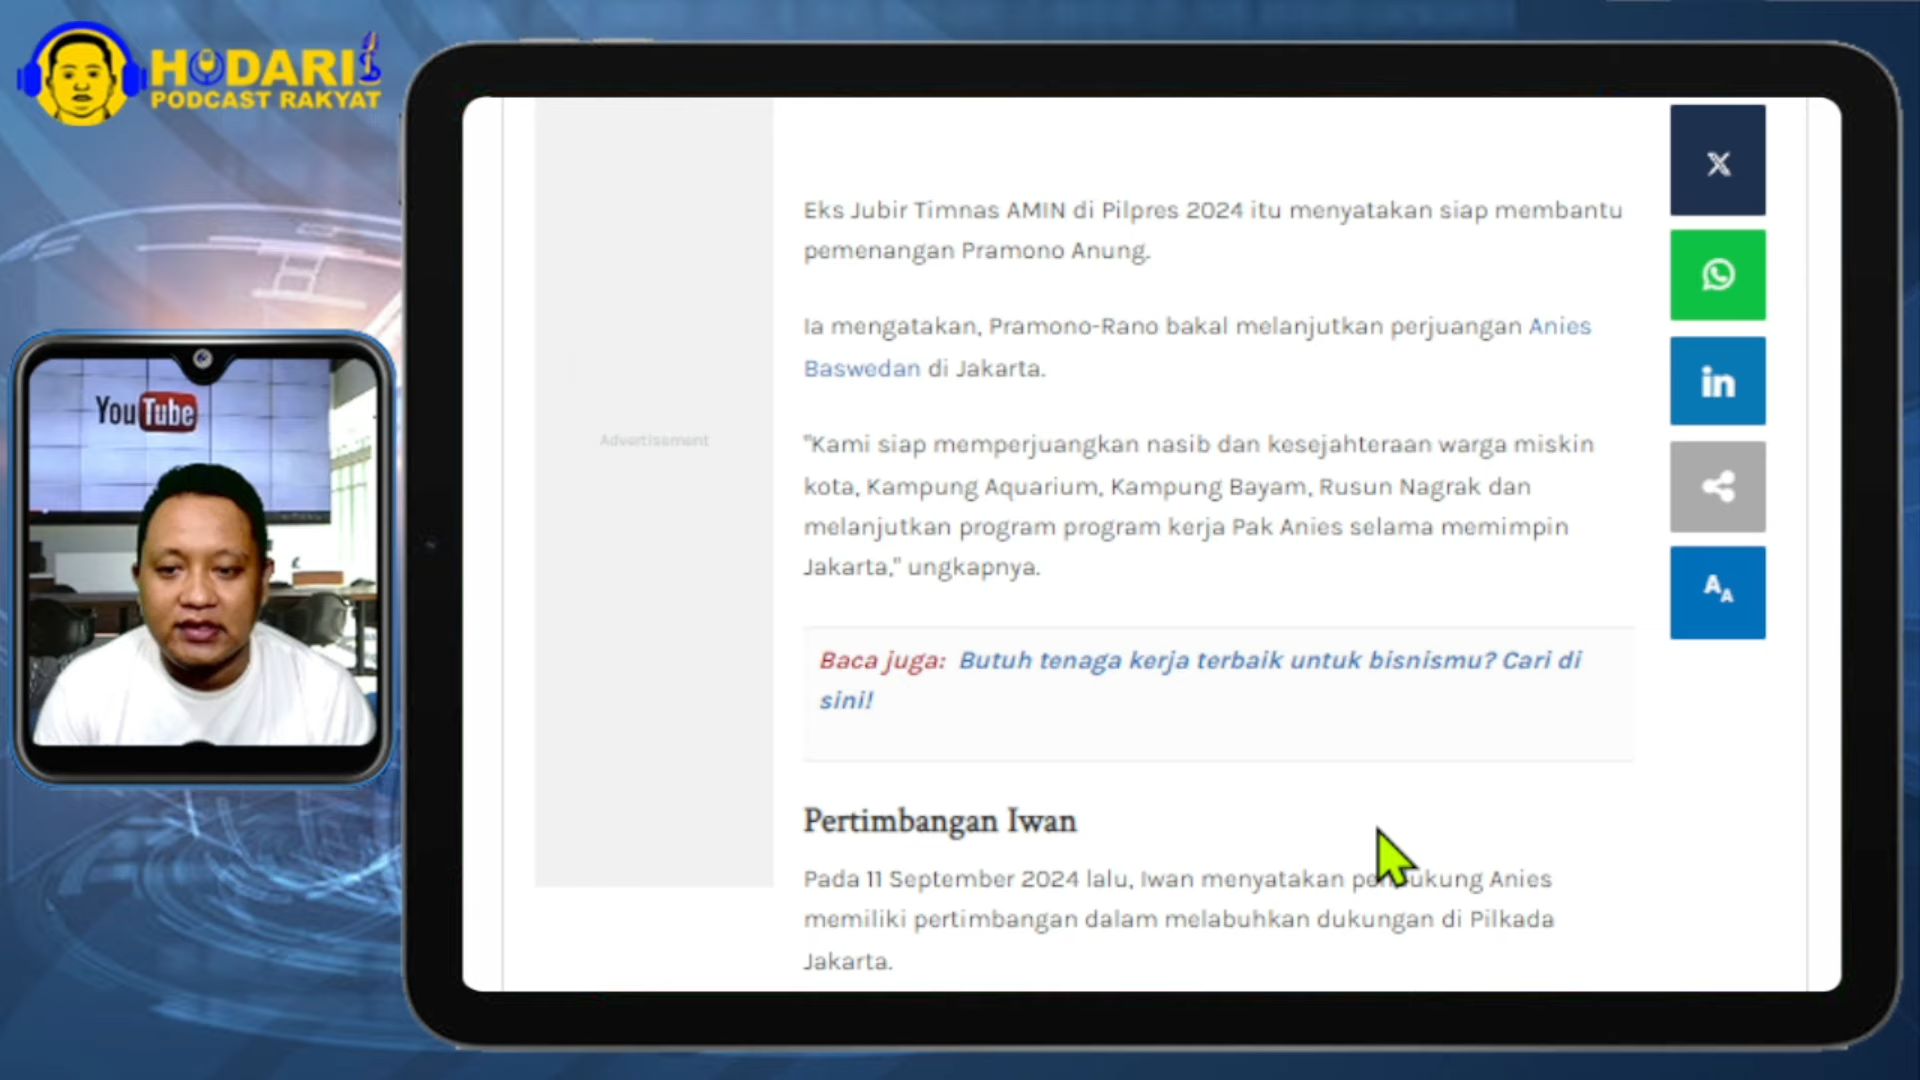 HODARI
PODCAST RAKYAT
YouTube
Advertisement
Eks Jubir Timnas AMIN di Pilpres 2024 itu menyatakan siap membantu
pemenangan Pramono Anung.
Ia mengatakan, Pramono-Rano bakal melanjutkan perjuangan Anies
Baswedan di Jakarta.
"Kami siap memperjuangkan nasib dan kesejahteraan warga miskin
kota, Kampung Aquarium, Kampung Bayam, Rusun Nagrak dan
melanjutkan program program kerja Pak Anies selama memimpin
Jakarta," ungkapnya.
Baca juga: Butuh tenaga kerja terbaik untuk bisnismu? Cari di
sini!
Pertimbangan Iwan
Pada 11 September 2024 lalu, Iwan menyatakan pendukung Anies
memiliki pertimbangan dalam melabuhkan dukungan di Pilkada
Jakarta.
X
in
AA